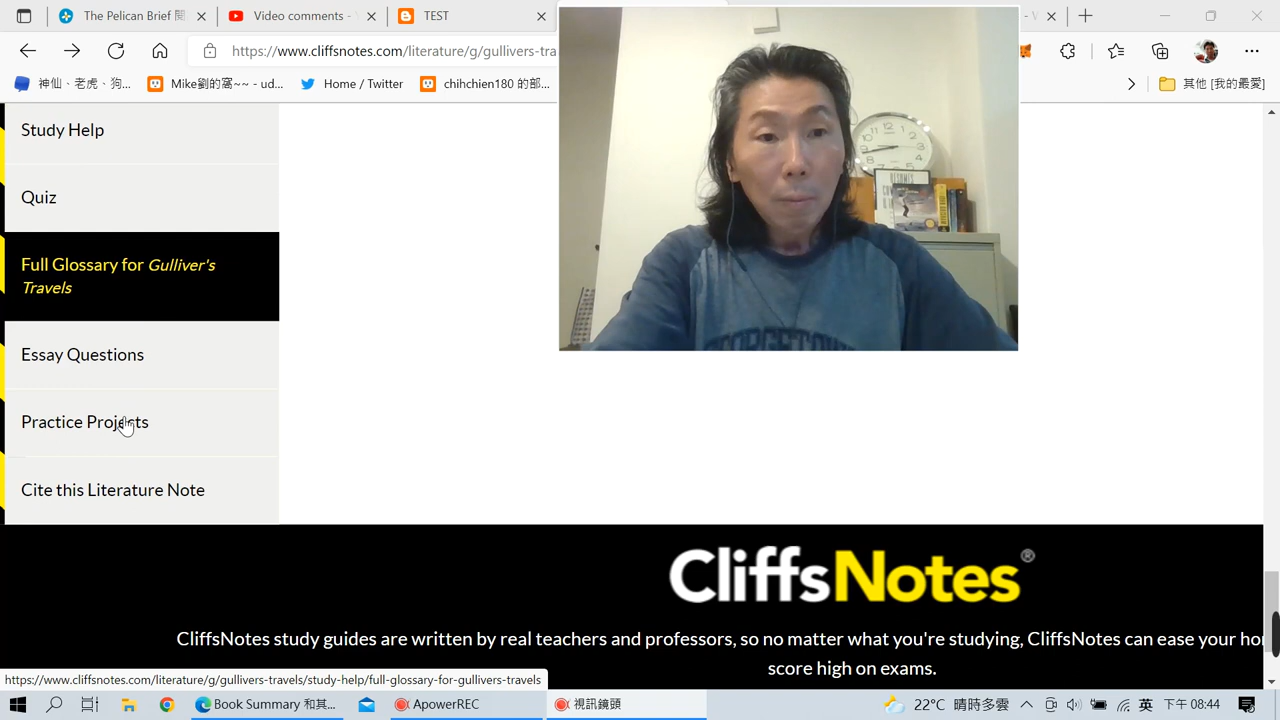 The Pelican Brief
Video comments -
TEST
https://www.cliffsnotes.com/literature/g/gullivers-tra
神仙、老虎、狗...
Mike劉的窩~~ - ud...
Home / Twitter
chihchien180 的部...
其他 [我的最愛]
Study Help
Quiz
Full Glossary for Gulliver's
Travels
Essay Questions
Practice Projects
Cite this Literature Note
GEORGETOWN
CliffsNotes®
CliffsNotes study guides are written by real teachers and professors, so no matter what you're studying, CliffsNotes can ease your ho
score high on exams.
https://www.cliffsnotes.com/literature/g/gullivers-travels/study-help/full-glossary-for-gullivers-travels
Book Summary 和其...
ApowerREC
視訊鏡頭
22°C 晴時多雲
英
下午 08:44